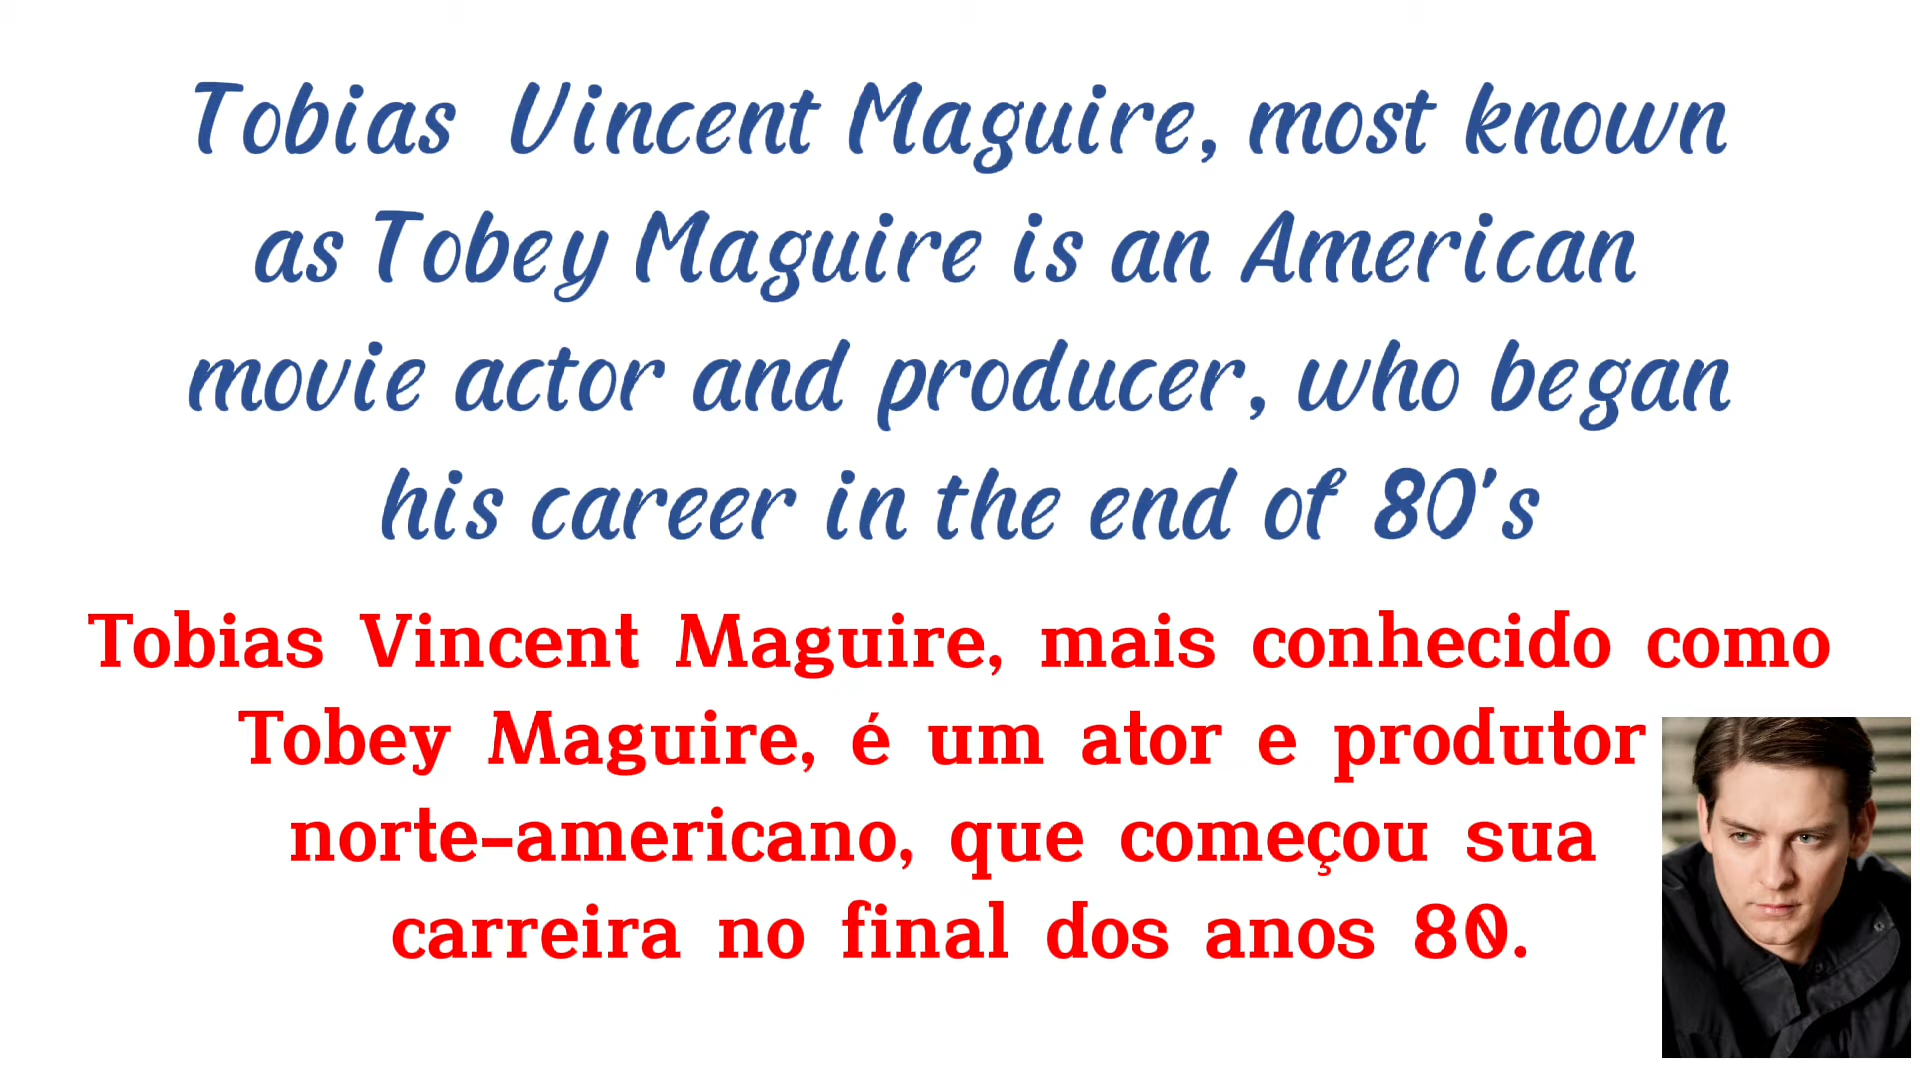 Tobias Vincent Maguire, most known
as Tobey Maguire is an American
movie actor and producer, who began
his career in the end of 80's
Tobias Vincent Maguire, mais conhecido como
Tobey Maguire, é um ator e produtor
norte-americano, que começou sua
carreira no final dos anos 80.